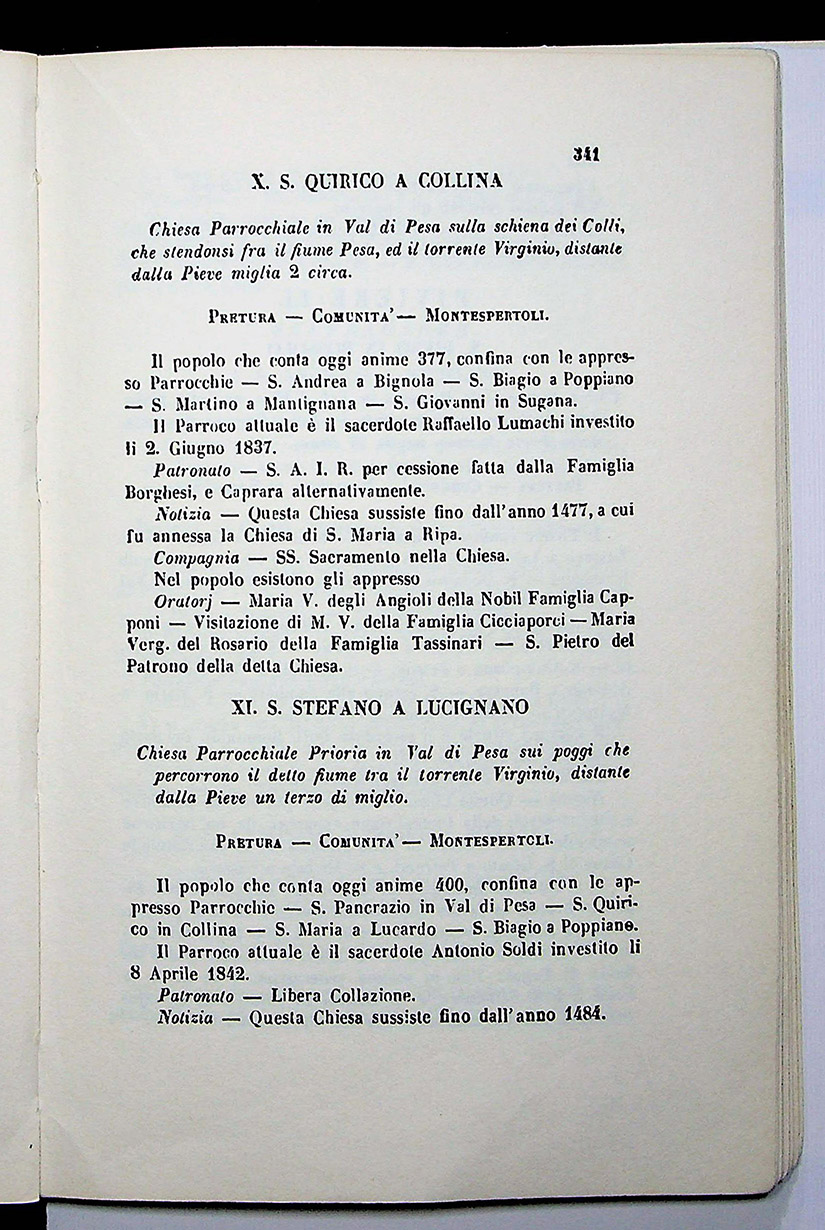 341
X. S. QUIRICO A COLLINA
Chiesa Parrocchiale in Val di Pesa sulla schiena dei Colli,
che stendonsi fra il fiume Pesa, ed il torrente Virginio, distante
dalla Pieve miglia 2 circa.
PRETURA — COMUNITA' — MONTESPERTOLI.
Il popolo che conta oggi anime 377, confina con le appres-
so Parrocchie — S. Andrea a Bignola — S. Biagio a Poppiano
— S. Martino a Mantignana — S. Giovanni in Sugana.
Il Parroco attuale è il sacerdote Raffaello Lumachi investito
li 2. Giugno 1837.
Patronato — S. A. I. R. per cessione fatta dalla Famiglia
Borghesi, e Caprara alternativamente.
Notizia — Questa Chiesa sussiste fino dall'anno 1477, a cui
fu annessa la Chiesa di S. Maria a Ripa.
Compagnia — SS. Sacramento nella Chiesa.
Nel popolo esistono gli appresso
Oratorj — Maria V. degli Angioli della Nobil Famiglia Cap-
poni — Visitazione di M. V. della Famiglia Cicciaporci — Maria
Verg. del Rosario della Famiglia Tassinari — S. Pietro del
Patrono della detta Chiesa.
XI. S. STEFANO A LUCIGNANO
Chiesa Parrocchiale Prioria in Val di Pesa sui poggi che
percorrono il detto fiume tra il torrente Virginio, distante
dalla Pieve un terzo di miglio.
PRETURA — COMUNITA' — MONTESPERTOLI.
Il popolo che conta oggi anime 400, confina con le ap-
presso Parrocchie — S. Pancrazio in Val di Pesa — S. Quiri-
co in Collina — S. Maria a Lucardo — S. Biagio a Poppiano.
Il Parroco attuale è il sacerdote Antonio Soldi investito li
8 Aprile 1842.
Patronato — Libera Collazione.
Notizia — Questa Chiesa sussiste fino dall'anno 1484.